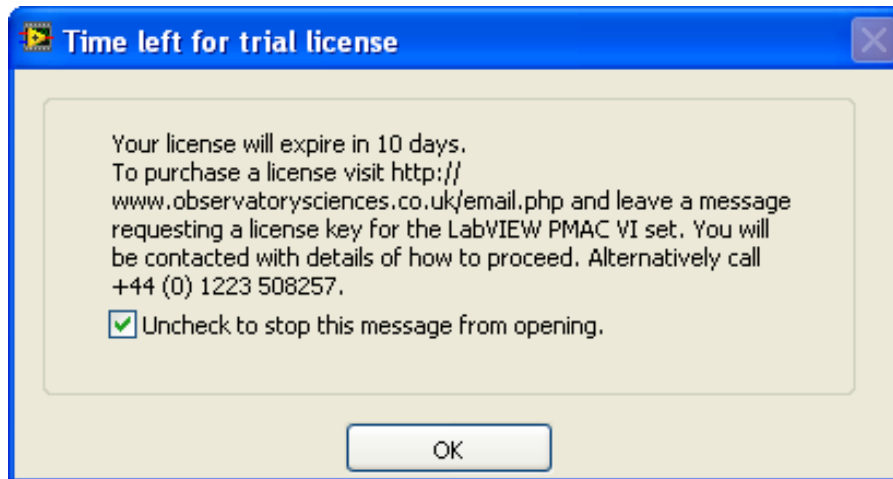 Time left for trial license
Your license will expire in 10 days.
To purchase a license visit http://
www.observatorysciences.co.uk/email.php and leave a message
requesting a license key for the LabVIEW PMAC VI set. You will
be contacted with details of how to proceed. Alternatively call
+44 (0) 1223 508257.
Uncheck to stop this message from opening.
OK